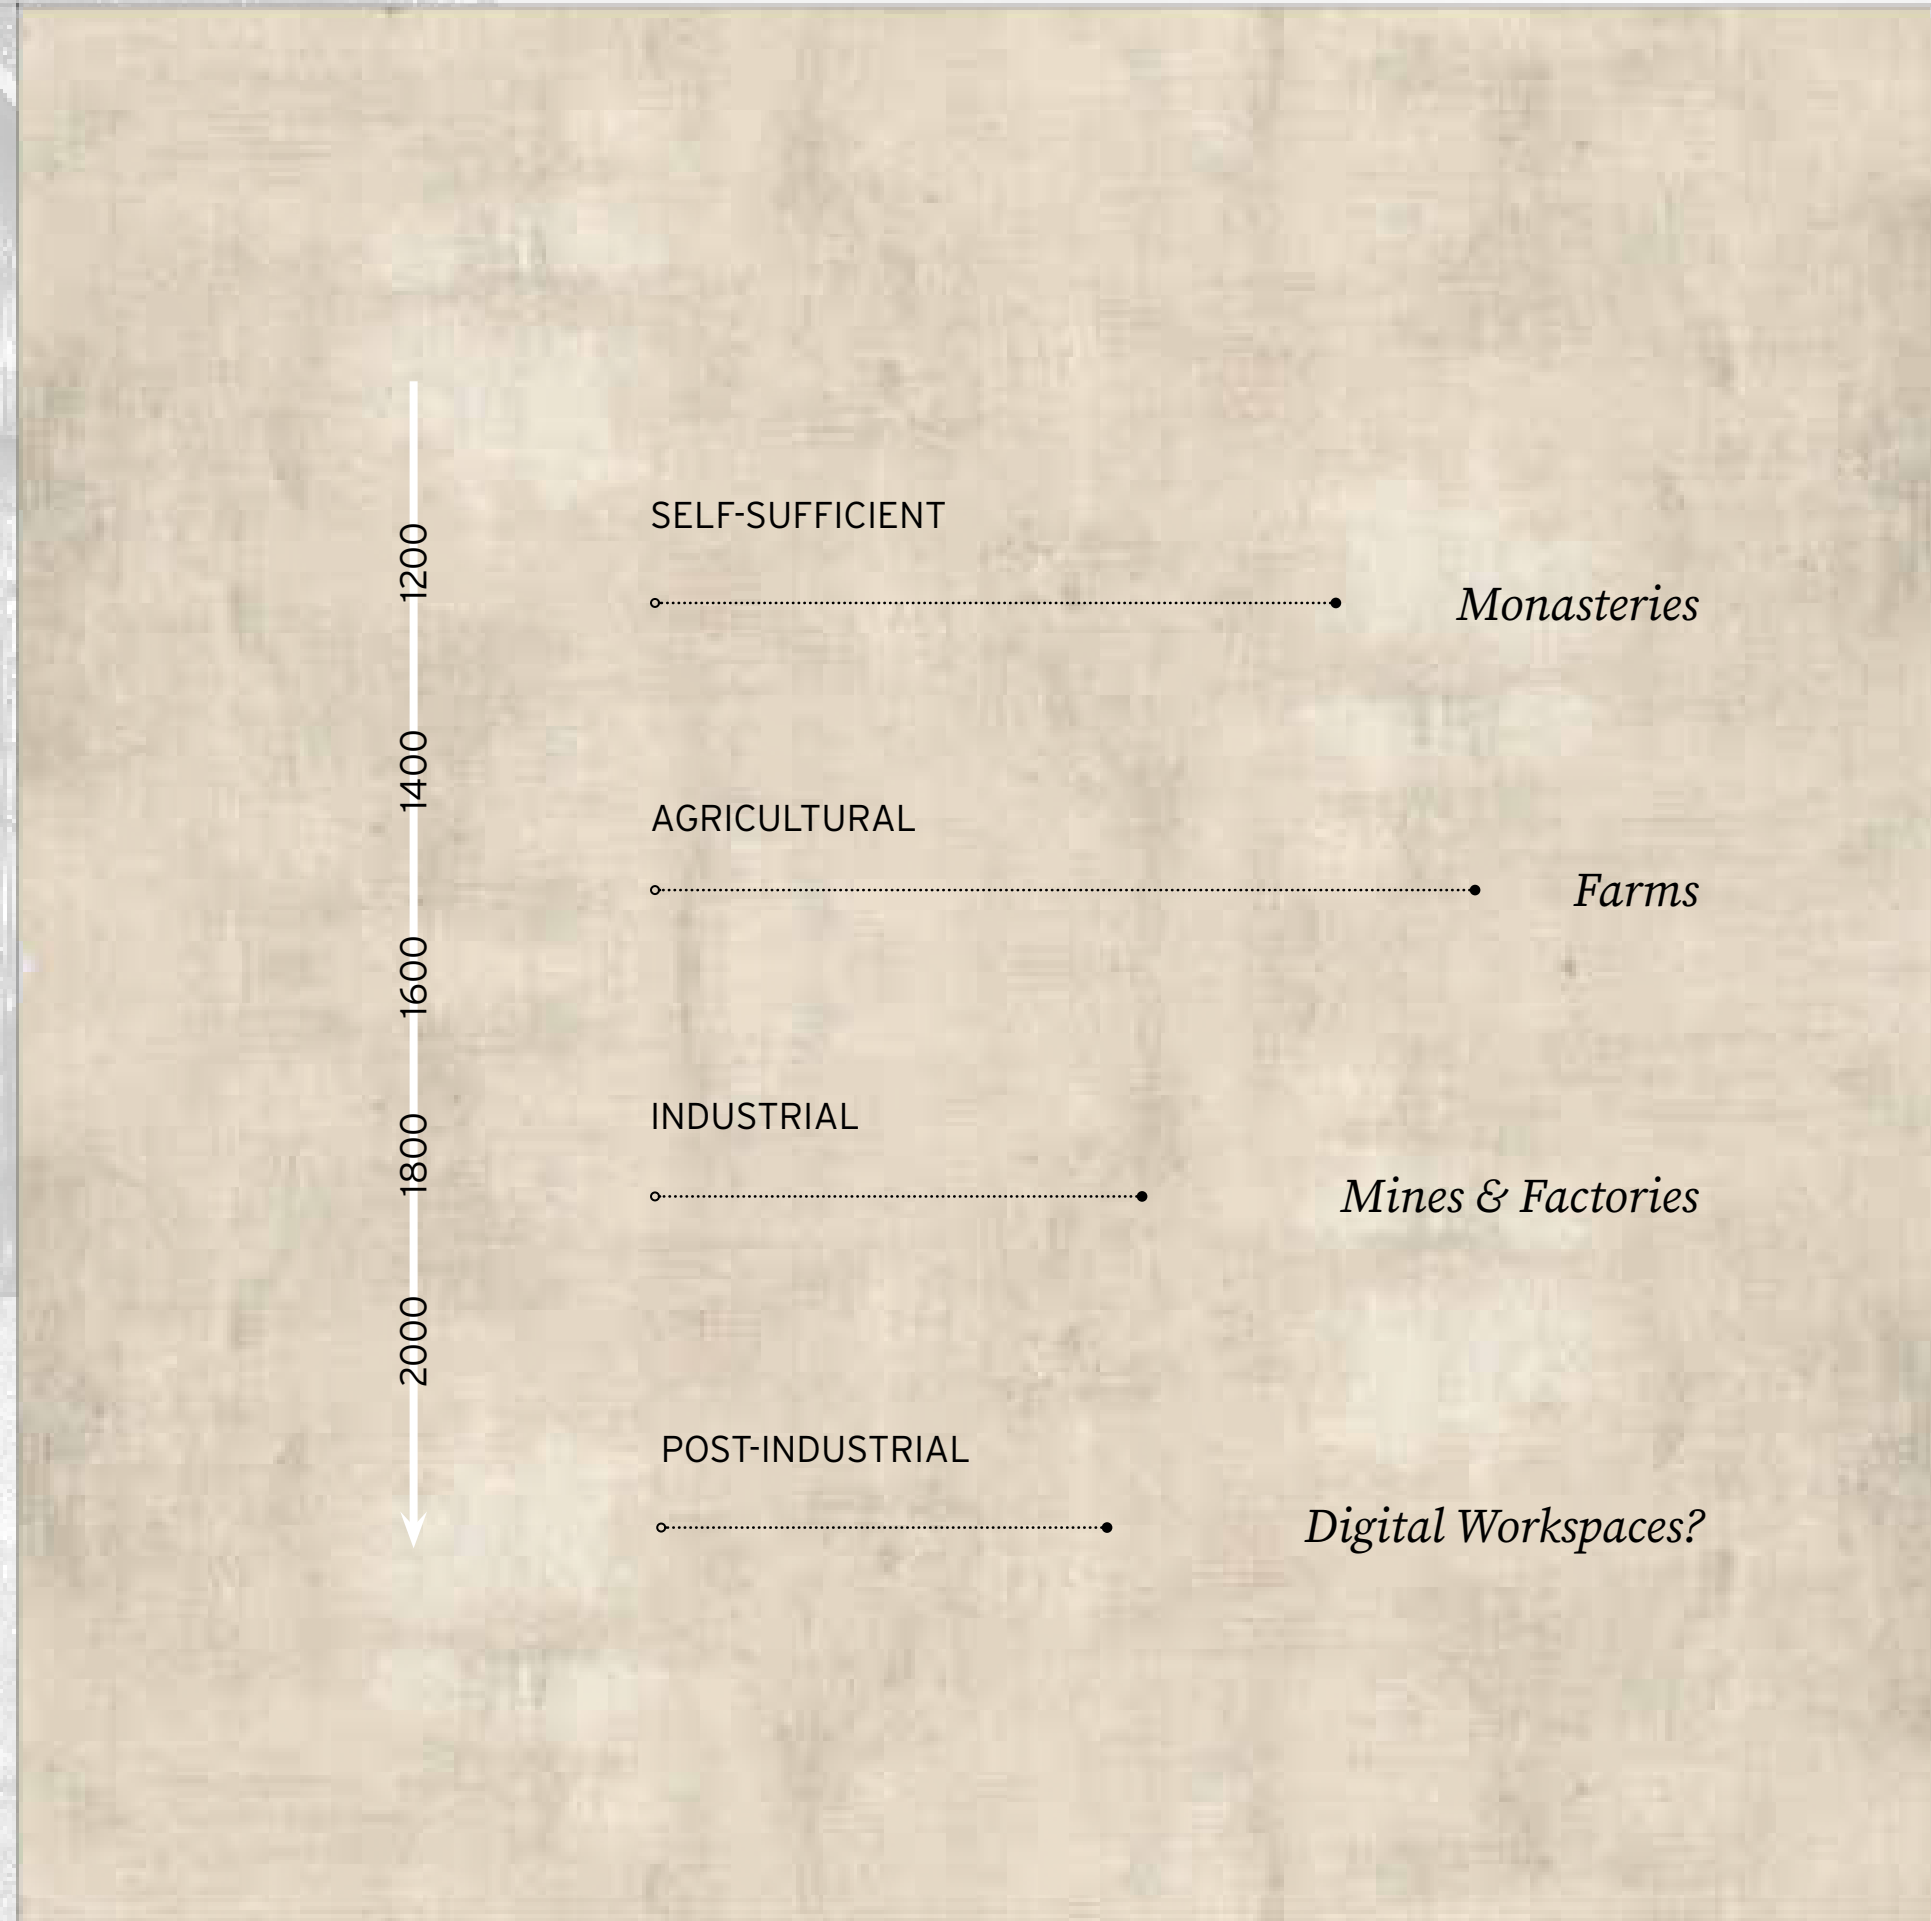 1200
SELF-SUFFICIENT
Monasteries
1400
AGRICULTURAL
Farms
1600
1800
INDUSTRIAL
Mines & Factories
2000
POST-INDUSTRIAL
Digital Workspaces?